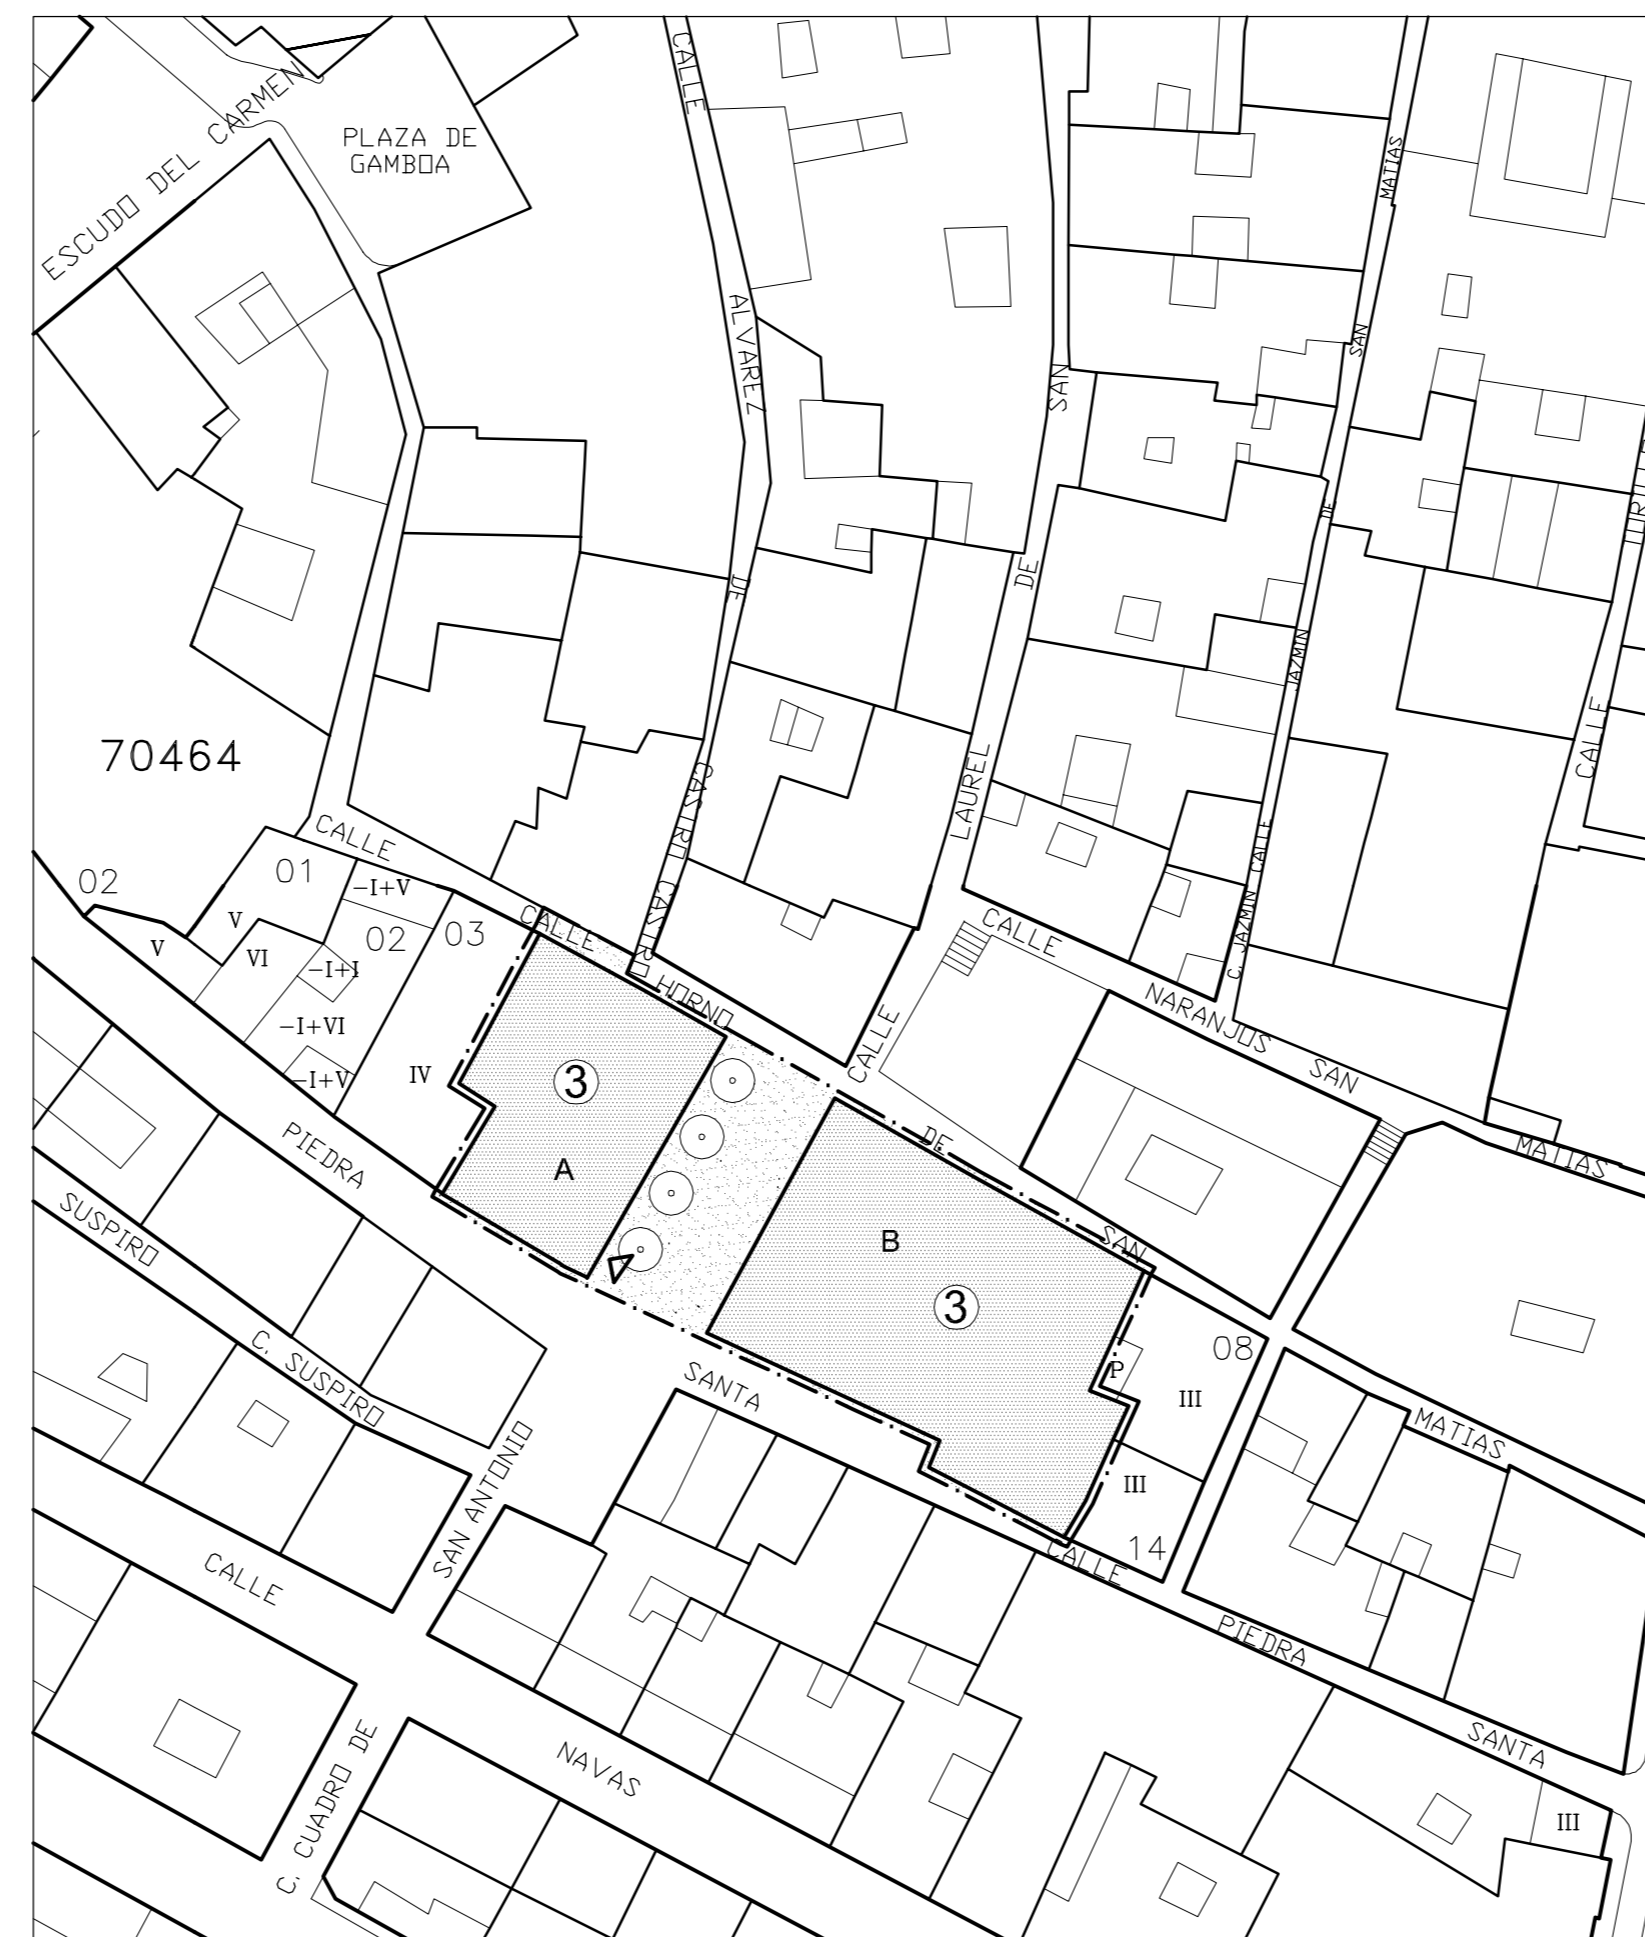 ESCUDO DEL CARMEN
PLAZA DE
GAMBOA
CALLE
ALVAREZ
DE
CASTRO
CASTRO
SAN
DE
LAUREL
CALLE
MATIAS
SAN
DE
JAZMIN
CALLE
C. JAZMIN
CALLE
70464
CALLE
CALLE
HORNO
DE
SAN
MATIAS
CALLE
NARANJOS
SAN
MATIAS
02
01
03
02
V
V
VI
-I+V
-I+I
-I+VI
-I+V
IV
3
A
B
3
P
08
III
III
14
PIEDRA
SANTA
CALLE
PIEDRA
SANTA
III
SUSPIRO
C. SUSPIRO
SAN ANTONIO
CALLE
NAVAS
C. CUADRO DE